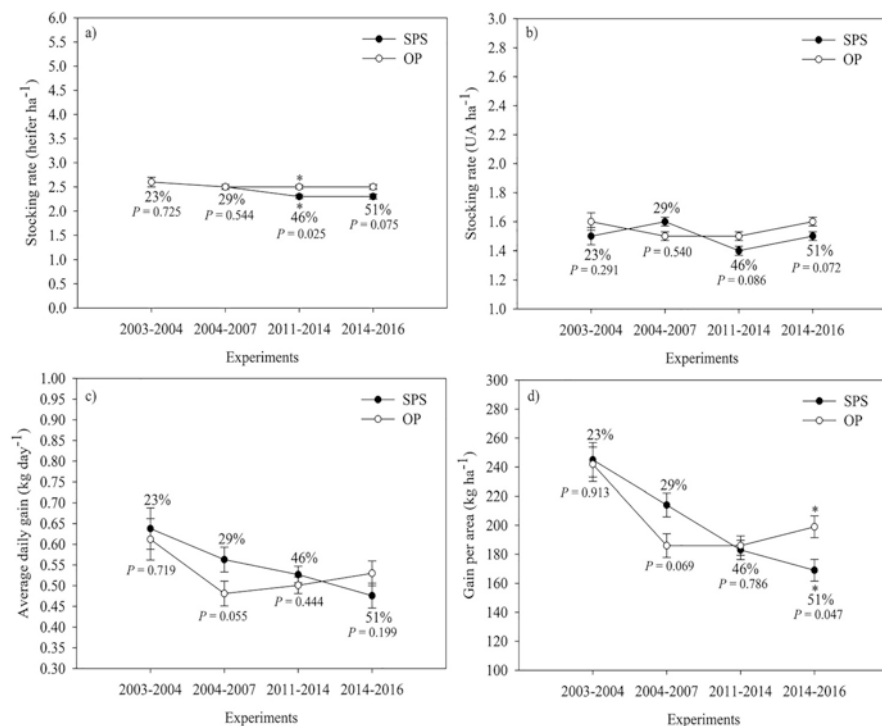 a)
SPS
OP
Stocking rate (heifer ha⁻¹)
6.0
5.5
5.0
4.5
4.0
3.5
3.0
2.5
2.0
1.5
1.0
0.5
0.0
*
*
23%
P = 0.725
29%
P = 0.544
46%
P = 0.025
51%
P = 0.075
2003-2004 2004-2007 2011-2014 2014-2016
Experiments
b)
SPS
OP
Stocking rate (UA ha⁻¹)
3.0
2.8
2.6
2.4
2.2
2.0
1.8
1.6
1.4
1.2
1.0
23%
P = 0.291
29%
P = 0.540
46%
P = 0.086
51%
P = 0.072
2003-2004 2004-2007 2011-2014 2014-2016
Experiments
c)
SPS
OP
Average daily gain (kg day⁻¹)
1.00
0.95
0.90
0.85
0.80
0.75
0.70
0.65
0.60
0.55
0.50
0.45
0.40
0.35
0.30
23%
P = 0.719
29%
P = 0.055
46%
P = 0.444
51%
P = 0.199
2003-2004 2004-2007 2011-2014 2014-2016
Experiments
d)
SPS
OP
Gain per area (kg ha⁻¹)
300
280
260
240
220
200
180
160
140
120
100
23%
P = 0.913
29%
P = 0.069
46%
P = 0.786
*
*
51%
P = 0.047
2003-2004 2004-2007 2011-2014 2014-2016
Experiments